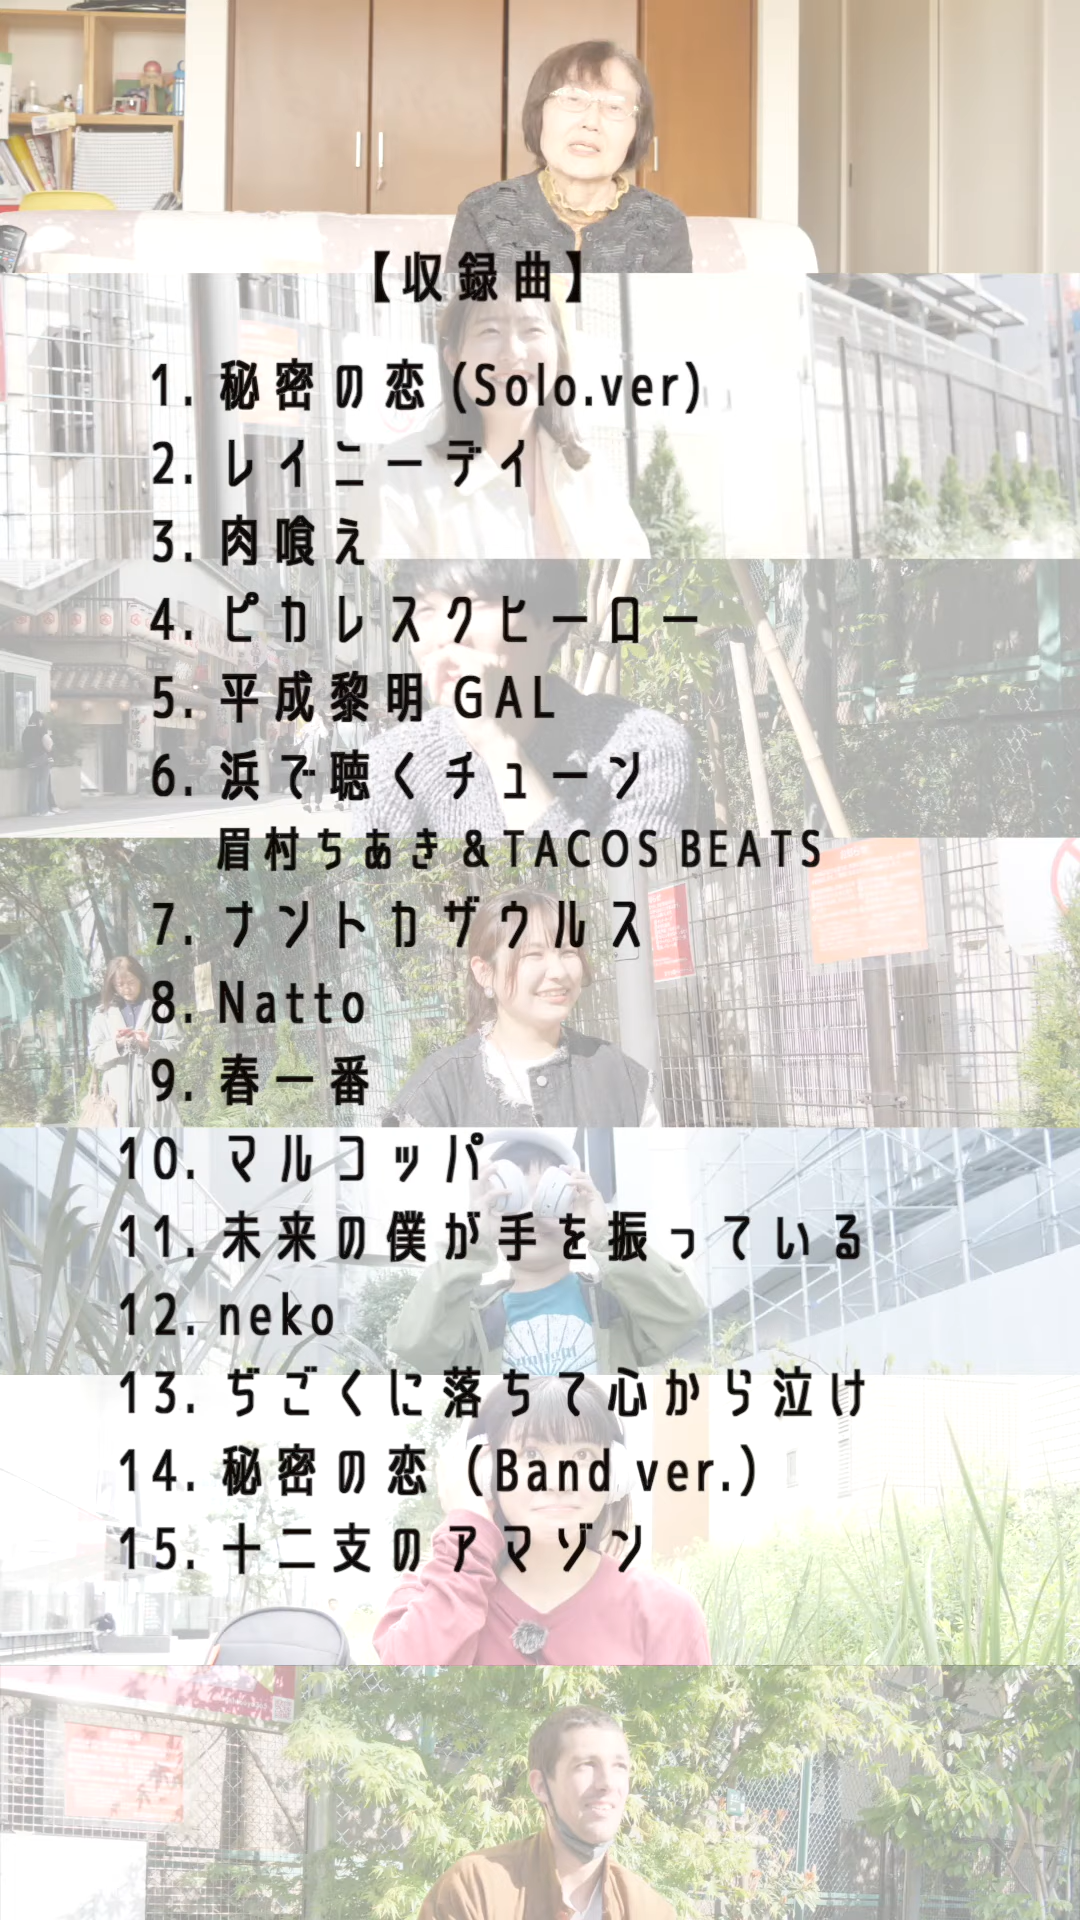 【収録曲】
1. 秘密の恋 (Solo.ver)
2. レイニーデイ
3. 肉喰え
4. ピカレスクヒーロー
5. 平成黎明 GAL
6. 浜で聴くチューン
眉村ちあき & TACOS BEATS
7. ナントカザウルス
8. Natto
9. 春一番
10. マルコッパ
11. 未来の僕が手を振っている
12. neko
13. ぢごくに落ちて心から泣け
14. 秘密の恋 (Band ver.)
15. 十二支のアマゾン